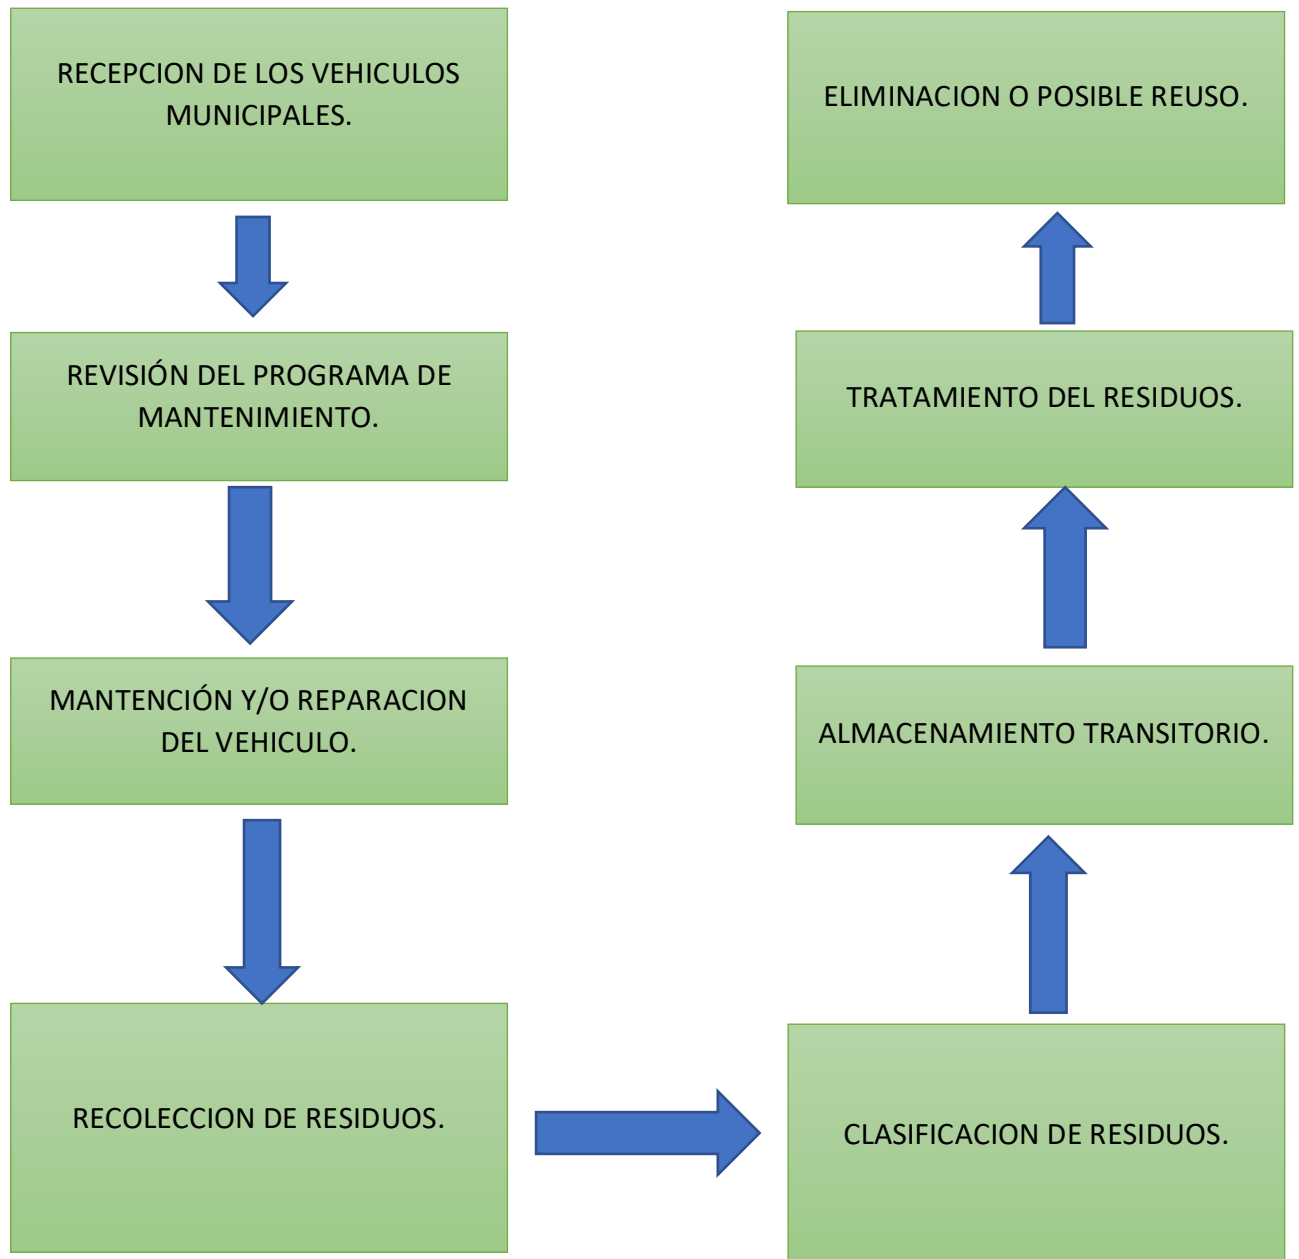 RECEPCION DE LOS VEHICULOS
MUNICIPALES.
REVISIÓN DEL PROGRAMA DE
MANTENIMIENTO.
MANTENCIÓN Y/O REPARACION
DEL VEHICULO.
RECOLECCION DE RESIDUOS.
CLASIFICACION DE RESIDUOS.
ALMACENAMIENTO TRANSITORIO.
TRATAMIENTO DEL RESIDUOS.
ELIMINACION O POSIBLE REUSO.